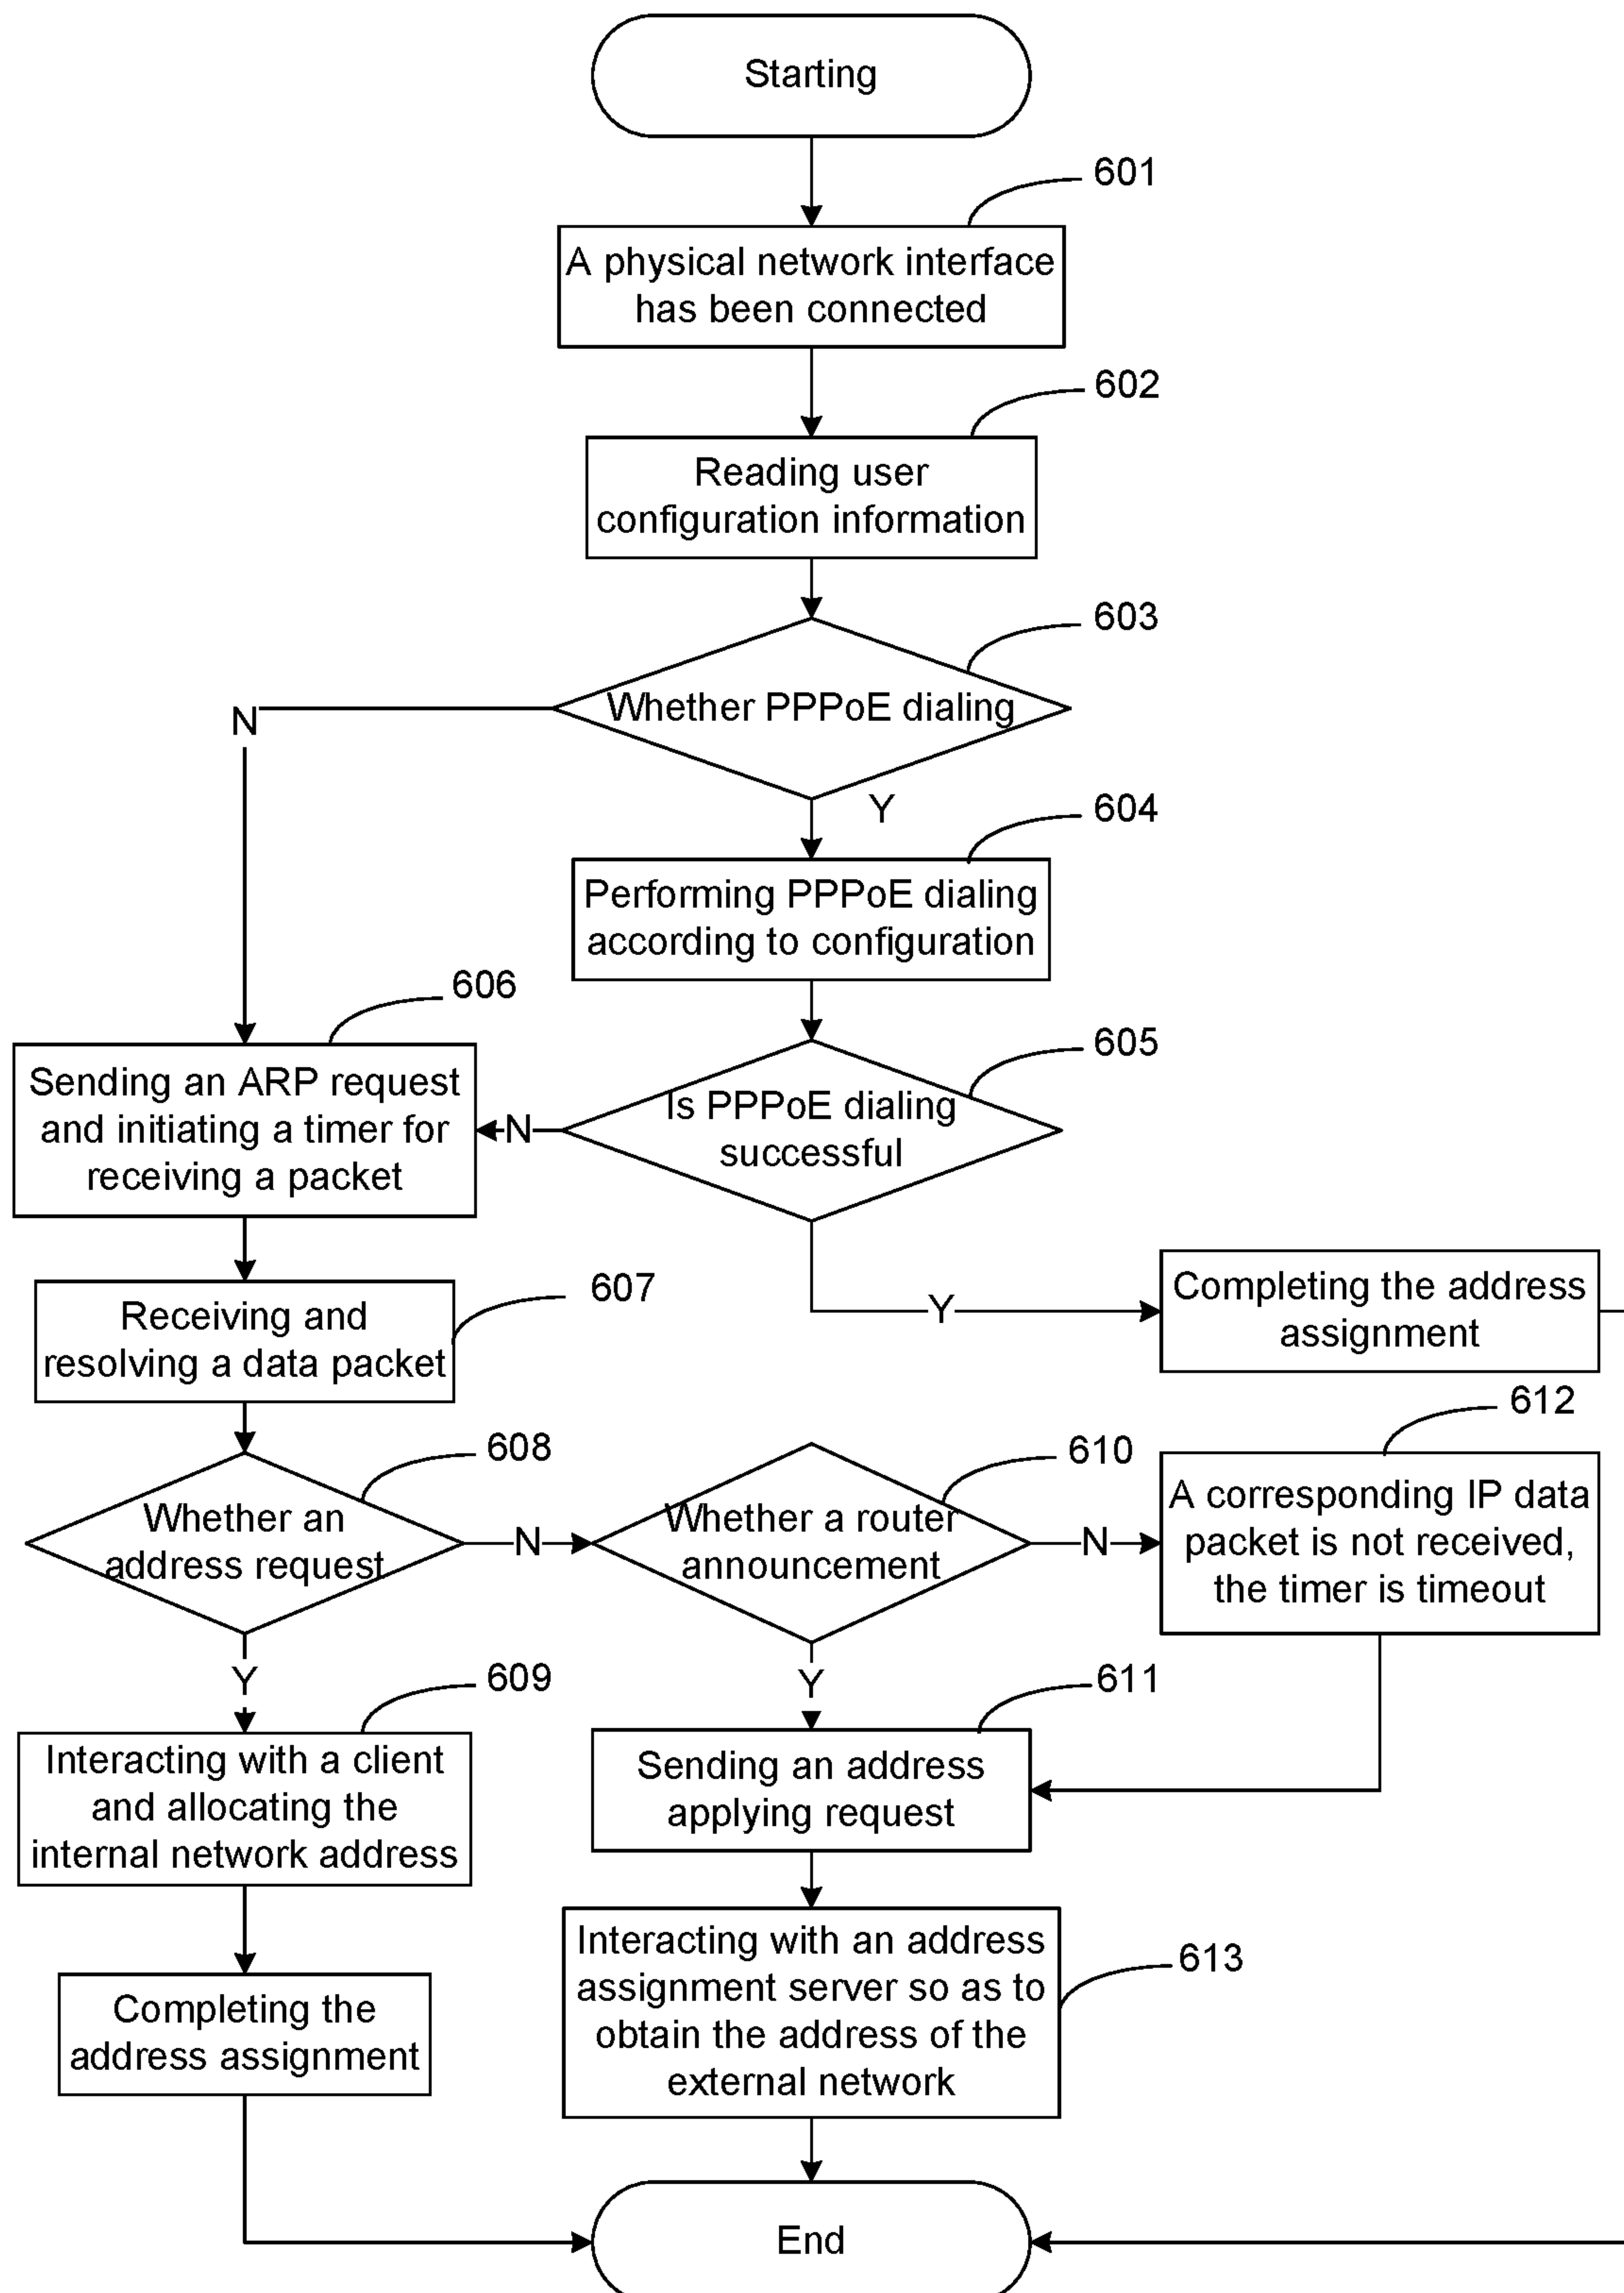 Starting
601
A physical network interface
has been connected
602
Reading user
configuration information
603
Whether PPPoE dialing
N
Y
604
Performing PPPoE dialing
according to configuration
606
Sending an ARP request
and initiating a timer for
receiving a packet
605
Is PPPoE dialing
successful
N
Y
Completing the address
assignment
607
Receiving and
resolving a data packet
608
Whether an
address request
N
610
Whether a router
announcement
N
612
A corresponding IP data
packet is not received,
the timer is timeout
Y
609
Interacting with a client
and allocating the
internal network address
Y
611
Sending an address
applying request
Completing the
address assignment
613
Interacting with an address
assignment server so as to
obtain the address of the
external network
End